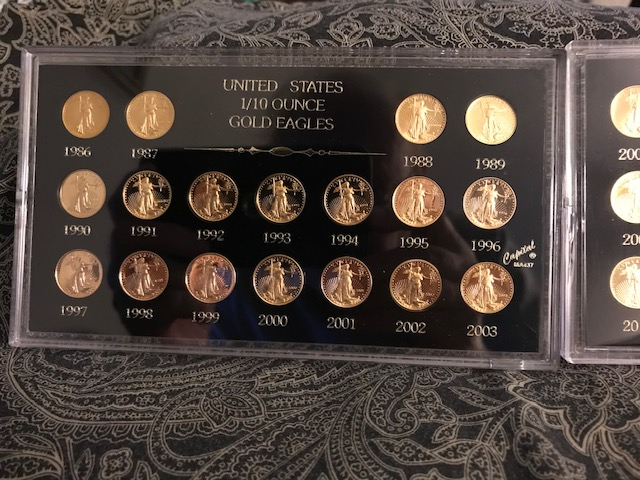 UNITED STATES
1/10 OUNCE
GOLD EAGLES
1986 1987 1988 1989
1990 1991 1992 1993 1994 1995 1996
Capital ®
1997 1998 1999 2000 2001 2002 2003